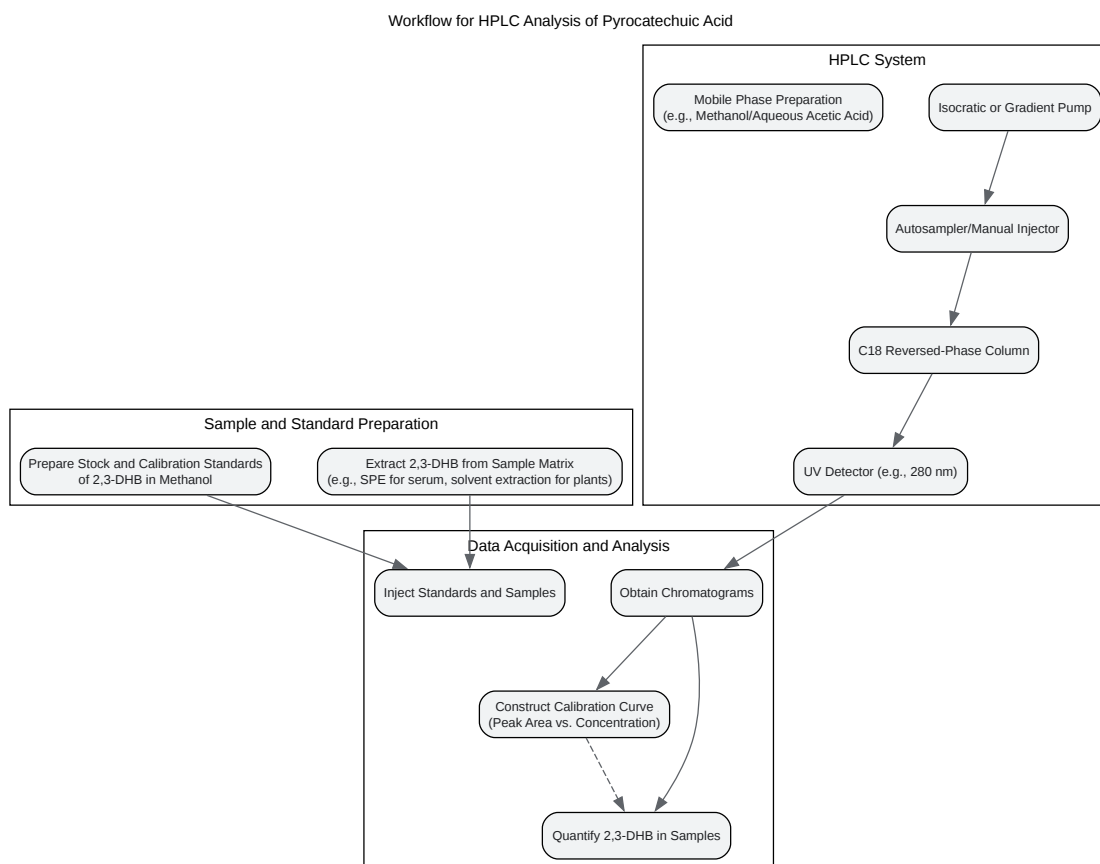 Workflow for HPLC Analysis of Pyrocatechuic Acid
HPLC System
Mobile Phase Preparation
(e.g., Methanol/Aqueous Acetic Acid)
Isocratic or Gradient Pump
Autosampler/Manual Injector
C18 Reversed-Phase Column
UV Detector (e.g., 280 nm)
Sample and Standard Preparation
Prepare Stock and Calibration Standards
of 2,3-DHB in Methanol
Extract 2,3-DHB from Sample Matrix
(e.g., SPE for serum, solvent extraction for plants)
Data Acquisition and Analysis
Inject Standards and Samples
Obtain Chromatograms
Construct Calibration Curve
(Peak Area vs. Concentration)
Quantify 2,3-DHB in Samples